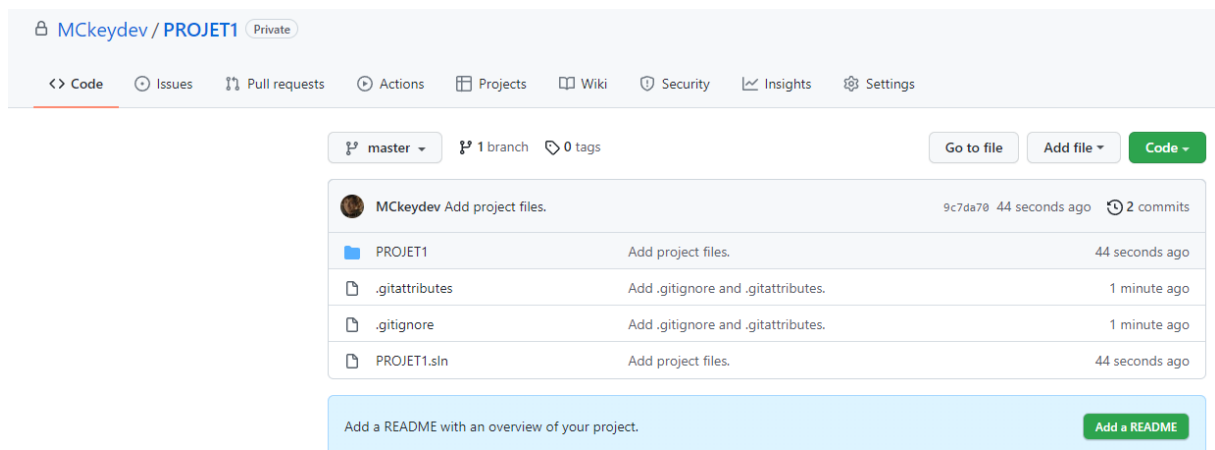 MCkeydev / PROJET1 Private
Code Issues Pull requests Actions Projects Wiki Security Insights Settings
master 1 branch 0 tags Go to file Add file Code
MCkeydev Add project files. 9c7da70 44 seconds ago 2 commits
PROJET1 Add project files. 44 seconds ago
.gitattributes Add .gitignore and .gitattributes. 1 minute ago
.gitignore Add .gitignore and .gitattributes. 1 minute ago
PROJET1.sln Add project files. 44 seconds ago
Add a README with an overview of your project. Add a README